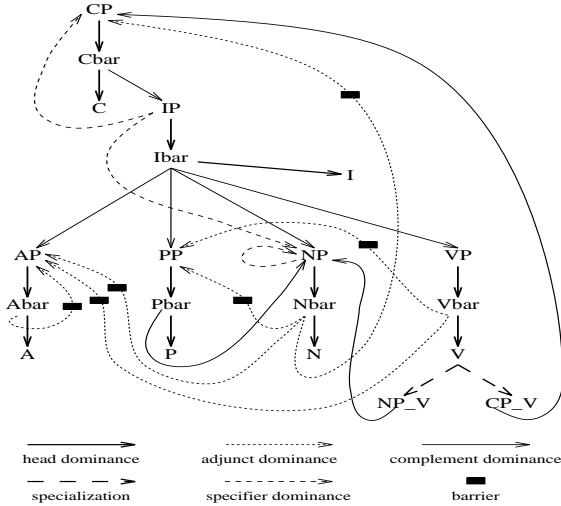 CP
Cbar
C IP
Ibar
I
AP PP NP VP
Abar Pbar Nbar Vbar
A P N V
NP_V CP_V
head dominance adjunct dominance complement dominance
specialization specifier dominance barrier